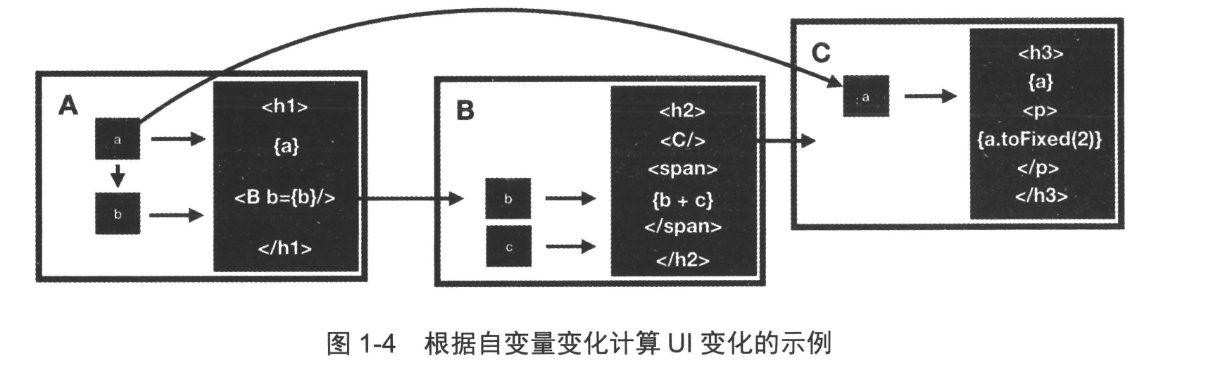 A
a
b
<h1>
{a}
<B b={b}/>
</h1>
B
b
c
<h2>
<C/>
<span>
{b + c}
</span>
</h2>
C
a
<h3>
{a}
<p>
{a.toFixed(2)}
</p>
</h3>
图 1-4 根据自变量变化计算 UI 变化的示例